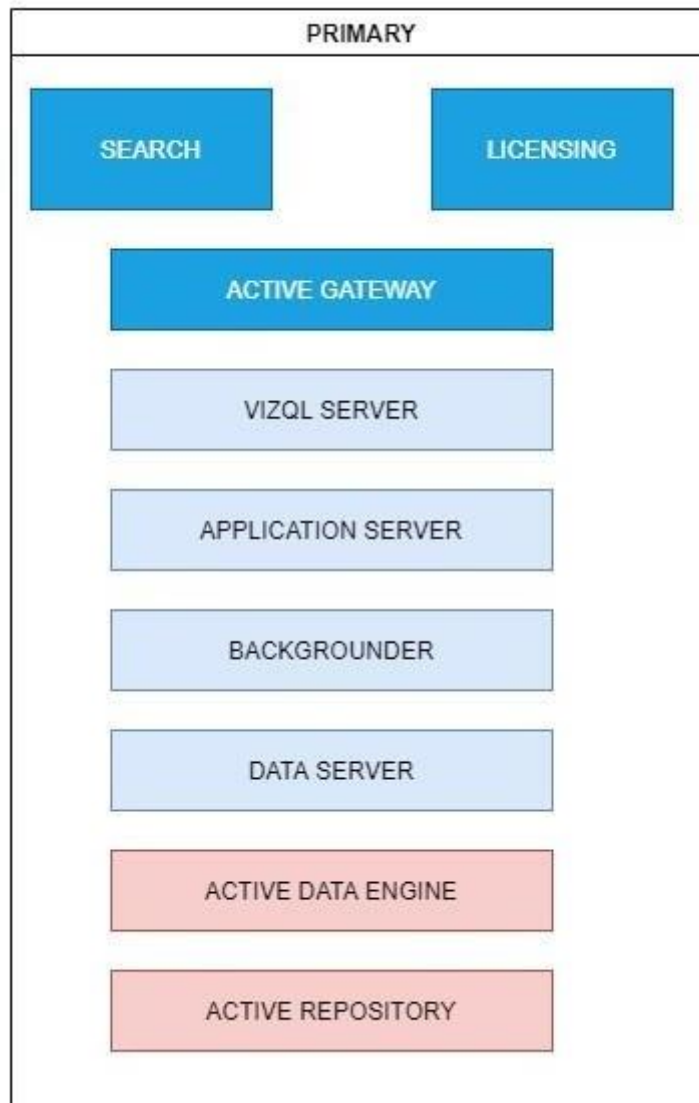 PRIMARY
SEARCH
LICENSING
ACTIVE GATEWAY
VIZQL SERVER
APPLICATION SERVER
BACKGROUNDER
DATA SERVER
ACTIVE DATA ENGINE
ACTIVE REPOSITORY